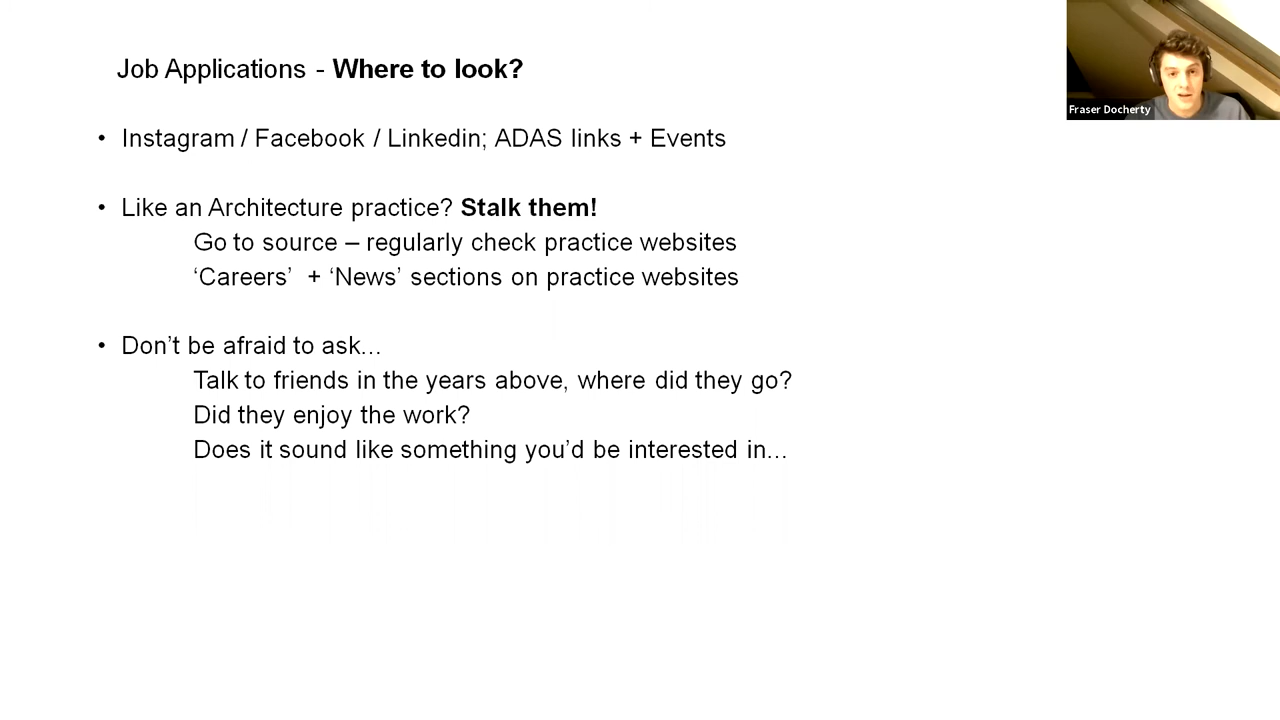 Job Applications - Where to look?
• Instagram / Facebook / Linkedin; ADAS links + Events
• Like an Architecture practice? Stalk them!
Go to source – regularly check practice websites
‘Careers’ + ‘News’ sections on practice websites
• Don’t be afraid to ask...
Talk to friends in the years above, where did they go?
Did they enjoy the work?
Does it sound like something you’d be interested in...
Fraser Docherty